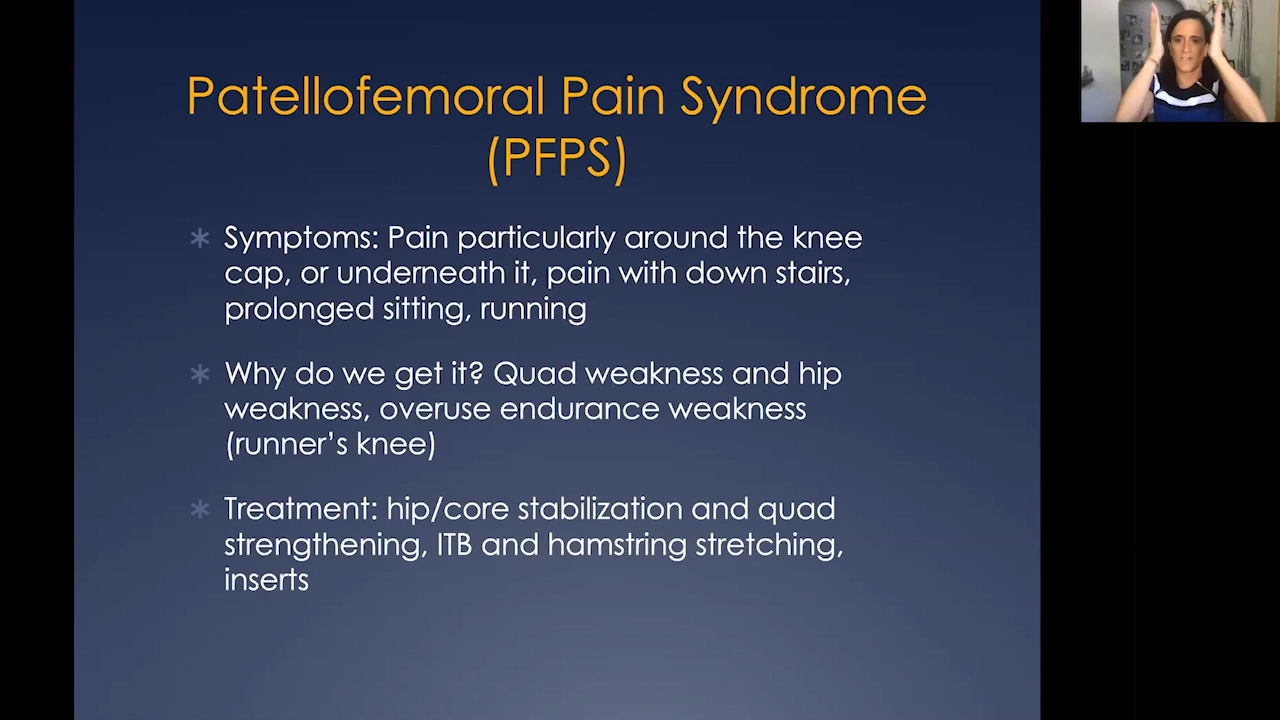 Patellofemoral Pain Syndrome
(PFPS)
Symptoms: Pain particularly around the knee
cap, or underneath it, pain with down stairs,
prolonged sitting, running
Why do we get it? Quad weakness and hip
weakness, overuse endurance weakness
(runner’s knee)
Treatment: hip/core stabilization and quad
strengthening, ITB and hamstring stretching,
inserts